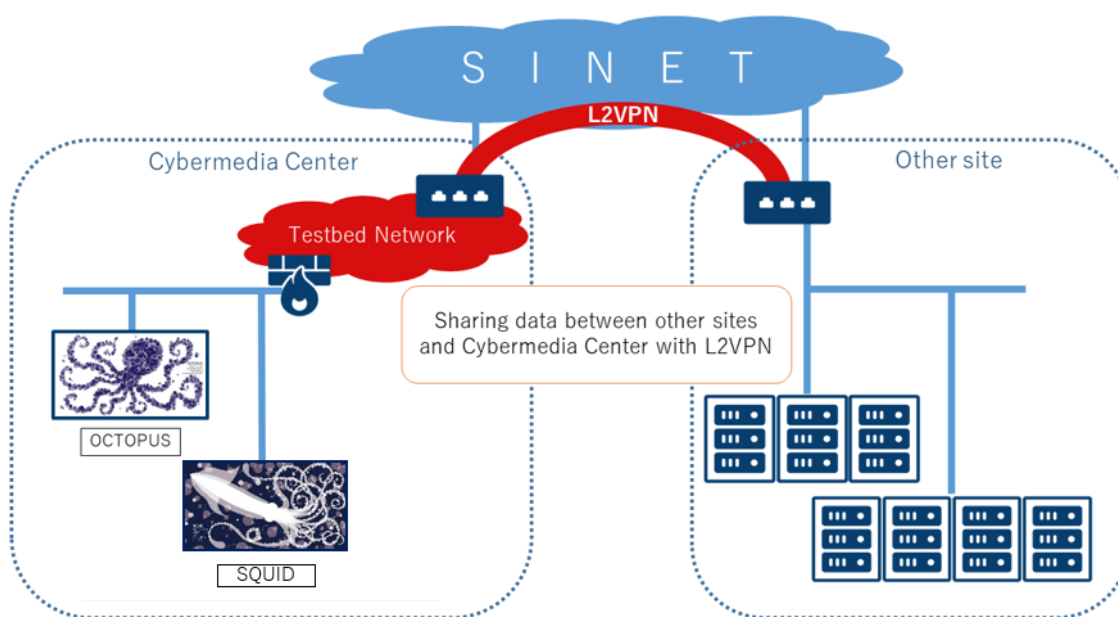 S I N E T
L2VPN
Cybermedia Center
Other site
Testbed Network
Sharing data between other sites
and Cybermedia Center with L2VPN
OCTOPUS
SQUID